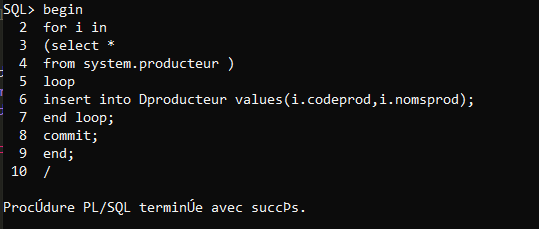 SQL> begin
  2  for i in
  3  (select *
  4  from system.producteur )
  5  loop
  6  insert into Dproducteur values(i.codeprod,i.nomsprod);
  7  end loop;
  8  commit;
  9  end;
 10  /
ProcÚdure PL/SQL terminÚe avec succÞs.